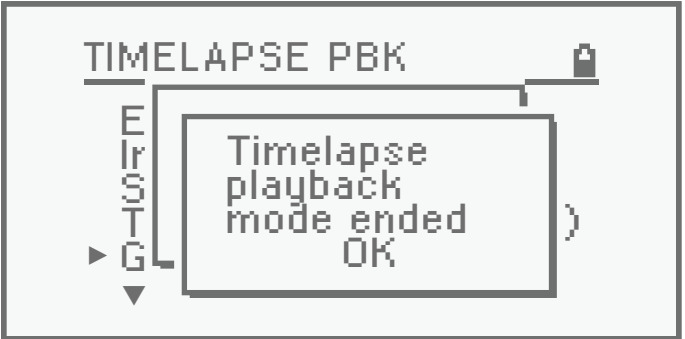 TIMELAPSE PBK
E
Ir
S
T
G
)
Timelapse
playback
mode ended
OK